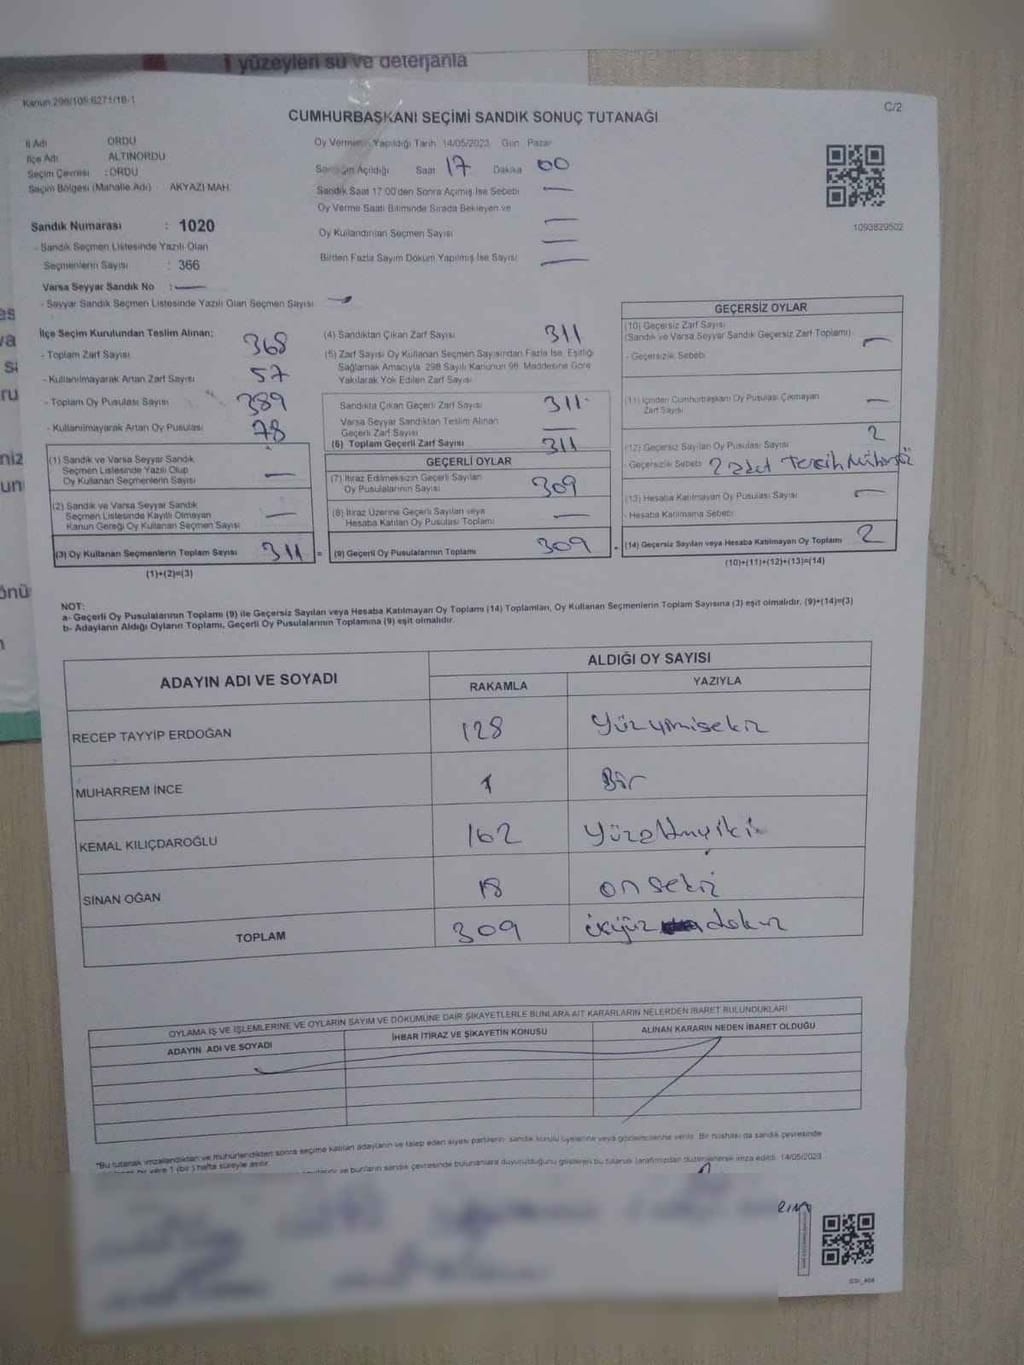 yüzeyleri su ve deterjanla
Kanun 298/105 6271/18-1
C/2
CUMHURBAŞKANI SEÇİMİ SANDIK SONUÇ TUTANAĞI
İl Adı ORDU
İlçe Adı ALTINORDU
Seçim Çevresi : ORDU
Seçim Bölgesi (Mahalle Adı) AKYAZI MAH.
Oy Vermenin Yapıldığı Tarih 14/05/2023 Gün Pazar
Sandığın Açıldığı Saat 17 Dakika 00
Sandık Saat 17.00'den Sonra Açılmış İse Sebebi —
Oy Verme Saati Bitiminde Sırada Bekleyen ve
Oy Kullandırılan Seçmen Sayısı —
Birden Fazla Sayım Döküm Yapılmış İse Sayısı —
1093829502
Sandık Numarası : 1020
- Sandık Seçmen Listesinde Yazılı Olan
Seçmenlerin Sayısı : 366
Varsa Seyyar Sandık No : —
- Seyyar Sandık Seçmen Listesinde Yazılı Olan Seçmen Sayısı —
İlçe Seçim Kurulundan Teslim Alınan:
- Toplam Zarf Sayısı 368
- Kullanılmayarak Artan Zarf Sayısı 57
- Toplam Oy Pusulası Sayısı 389
- Kullanılmayarak Artan Oy Pusulası 78
(1) Sandık ve Varsa Seyyar Sandık
Seçmen Listesinde Yazılı Olup
Oy Kullanan Seçmenlerin Sayısı —
(2) Sandık ve Varsa Seyyar Sandık
Seçmen Listesinde Kayıtlı Olmayan
Kanun Gereği Oy Kullanan Seçmen Sayısı —
(3) Oy Kullanan Seçmenlerin Toplam Sayısı 311 =
(1)+(2)=(3)
(4) Sandıktan Çıkan Zarf Sayısı 311
(5) Zarf Sayısı Oy Kullanan Seçmen Sayısından Fazla İse, Eşitliği
Sağlamak Amacıyla 298 Sayılı Kanunun 98. Maddesine Göre
Yakılarak Yok Edilen Zarf Sayısı
Sandıkta Çıkan Geçerli Zarf Sayısı 311
Varsa Seyyar Sandıktan Teslim Alınan
Geçerli Zarf Sayısı —
(6) Toplam Geçerli Zarf Sayısı 311
GEÇERLİ OYLAR
(7) İtiraz Edilmeksizin Geçerli Sayılan
Oy Pusulalarının Sayısı 309
(8) İtiraz Üzerine Geçerli Sayılan veya
Hesaba Katılan Oy Pusulası Toplamı —
(9) Geçerli Oy Pusulalarının Toplamı 309
GEÇERSİZ OYLAR
(10) Geçersiz Zarf Sayısı
(Sandık ve Varsa Seyyar Sandık Geçersiz Zarf Toplamı) —
- Geçersizlik Sebebi
(11) İçinden Cumhurbaşkanı Oy Pusulası Çıkmayan
Zarf Sayısı —
(12) Geçersiz Sayılan Oy Pusulası Sayısı 2
- Geçersizlik Sebebi 2 adet Tercih Mühürsüz
(13) Hesaba Katılmayan Oy Pusulası Sayısı —
- Hesaba Katılmama Sebebi
(14) Geçersiz Sayılan veya Hesaba Katılmayan Oy Toplamı 2
(10)+(11)+(12)+(13)=(14)
NOT:
a- Geçerli Oy Pusulalarının Toplamı (9) ile Geçersiz Sayılan veya Hesaba Katılmayan Oy Toplamı (14) Toplamları, Oy Kullanan Seçmenlerin Toplam Sayısına (3) eşit olmalıdır. (9)+(14)=(3)
b- Adayların Aldığı Oyların Toplamı, Geçerli Oy Pusulalarının Toplamına (9) eşit olmalıdır.
ADAYIN ADI VE SOYADI
ALDIĞI OY SAYISI
RAKAMLA YAZIYLA
RECEP TAYYİP ERDOĞAN 128 Yüzyirmisekiz
MUHARREM İNCE 1 Bir
KEMAL KILIÇDAROĞLU 162 Yüzaltmışiki
SİNAN OĞAN 18 onsekiz
TOPLAM 309 üçyüz dokuz
OYLAMA İŞ VE İŞLEMLERİNE VE OYLARIN SAYIM VE DÖKÜMÜNE DAİR ŞİKAYETLERLE BUNLARA AİT KARARLARIN NELERDEN İBARET BULUNDUKLARI
ADAYIN ADI VE SOYADI İHBAR İTİRAZ VE ŞİKAYETİN KONUSU ALINAN KARARIN NEDEN İBARET OLDUĞU
*Bu tutanak imzalandıktan ve mühürlendikten sonra seçime katılan adayların ve talep eden siyasi partilerin sandık kurulu üyelerine veya gözlemcilerine verilir. Bir nüshası da sandık çevresinde
1 (bir) hafta süreyle asılır.
ve bunların sandık çevresinde bulunanlara duyurulduğunu gösteren bu tutanak tarafımızdan düzenlenerek imza edildi. 14/05/2023